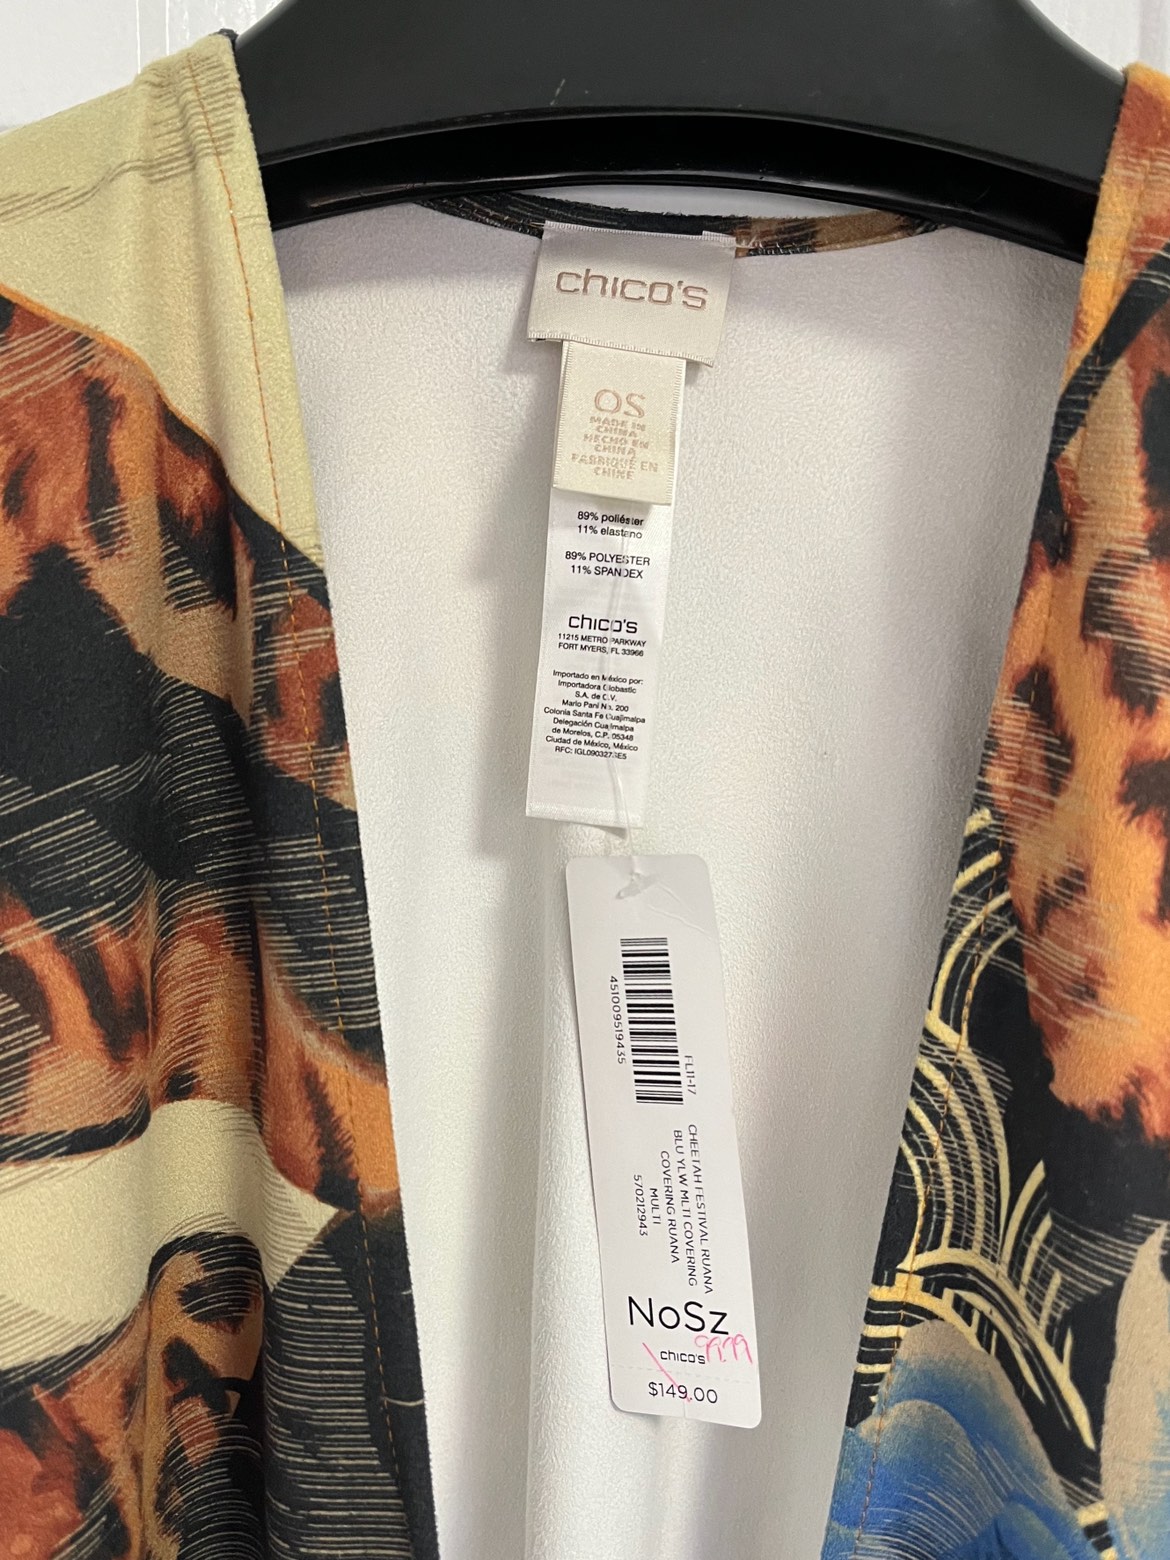 chico's
OS
MADE IN
CHINA
HECHO EN
CHINA
FABRIQUÉ EN
CHINE
89% poliéster
11% elastano
89% POLYESTER
11% SPANDEX
chico's
11215 METRO PARKWAY
FORT MYERS, FL 33966
Importado en México por:
Importadora Globastic
S.A. de C.V.
Mario Pani No. 200
Colonia Santa Fe Cuajimalpa
Delegación Cuajimalpa
de Morelos, C.P. 05348
Ciudad de México, México
RFC: IGL090327SE5
451009519435
FL11-17
CHEETAH FESTIVAL RUANA
BLU YLW MLTI COVERING
COVERING RUANA
MULTI
570212943
NoSz
chico's
99.99
$149.00